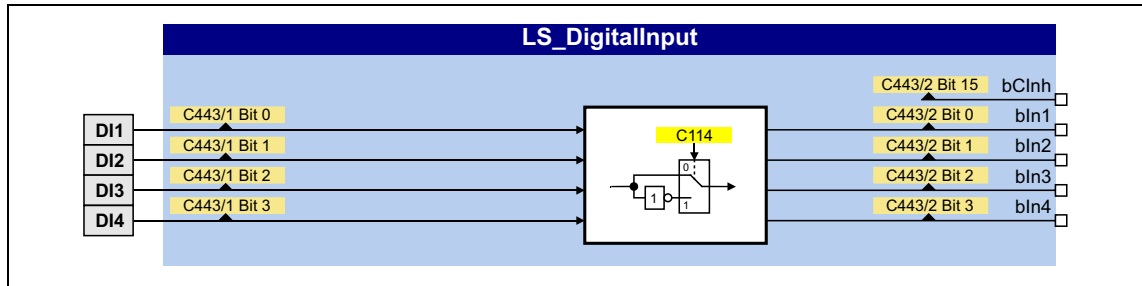 LS_DigitalInput
C443/2 Bit 15 bCInh
DI1 C443/1 Bit 0 C443/2 Bit 0 bIn1
C114
DI2 C443/1 Bit 1 0 C443/2 Bit 1 bIn2
DI3 C443/1 Bit 2 1 1 C443/2 Bit 2 bIn3
DI4 C443/1 Bit 3 C443/2 Bit 3 bIn4